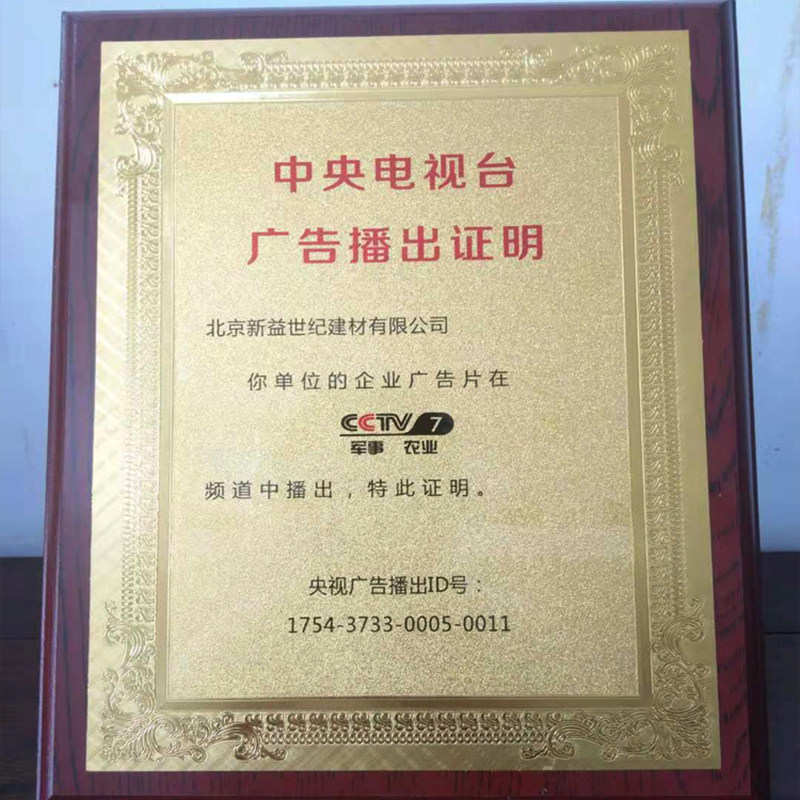 中央电视台
广告播出证明
北京新益世纪建材有限公司
你单位的企业广告片在
CCTV 7
军事 农业
频道中播出，特此证明。
央视广告播出ID号：
1754-3733-0005-0011